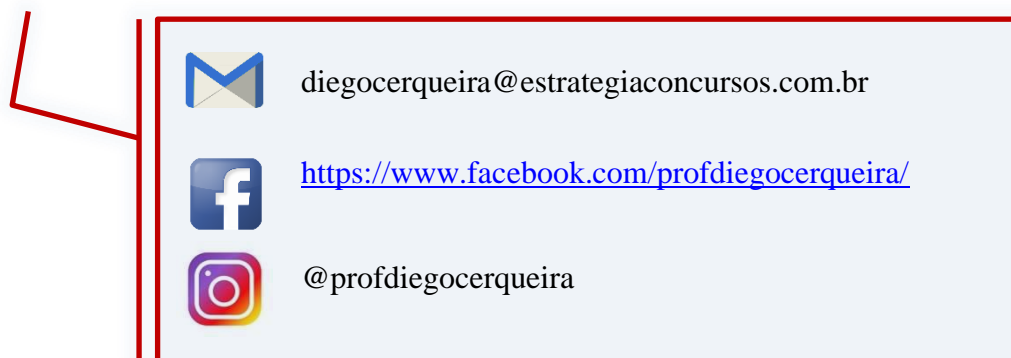 diegocerqueira@estrategiaconcursos.com.br
https://www.facebook.com/profdiegocerqueira/
@profdiegocerqueira